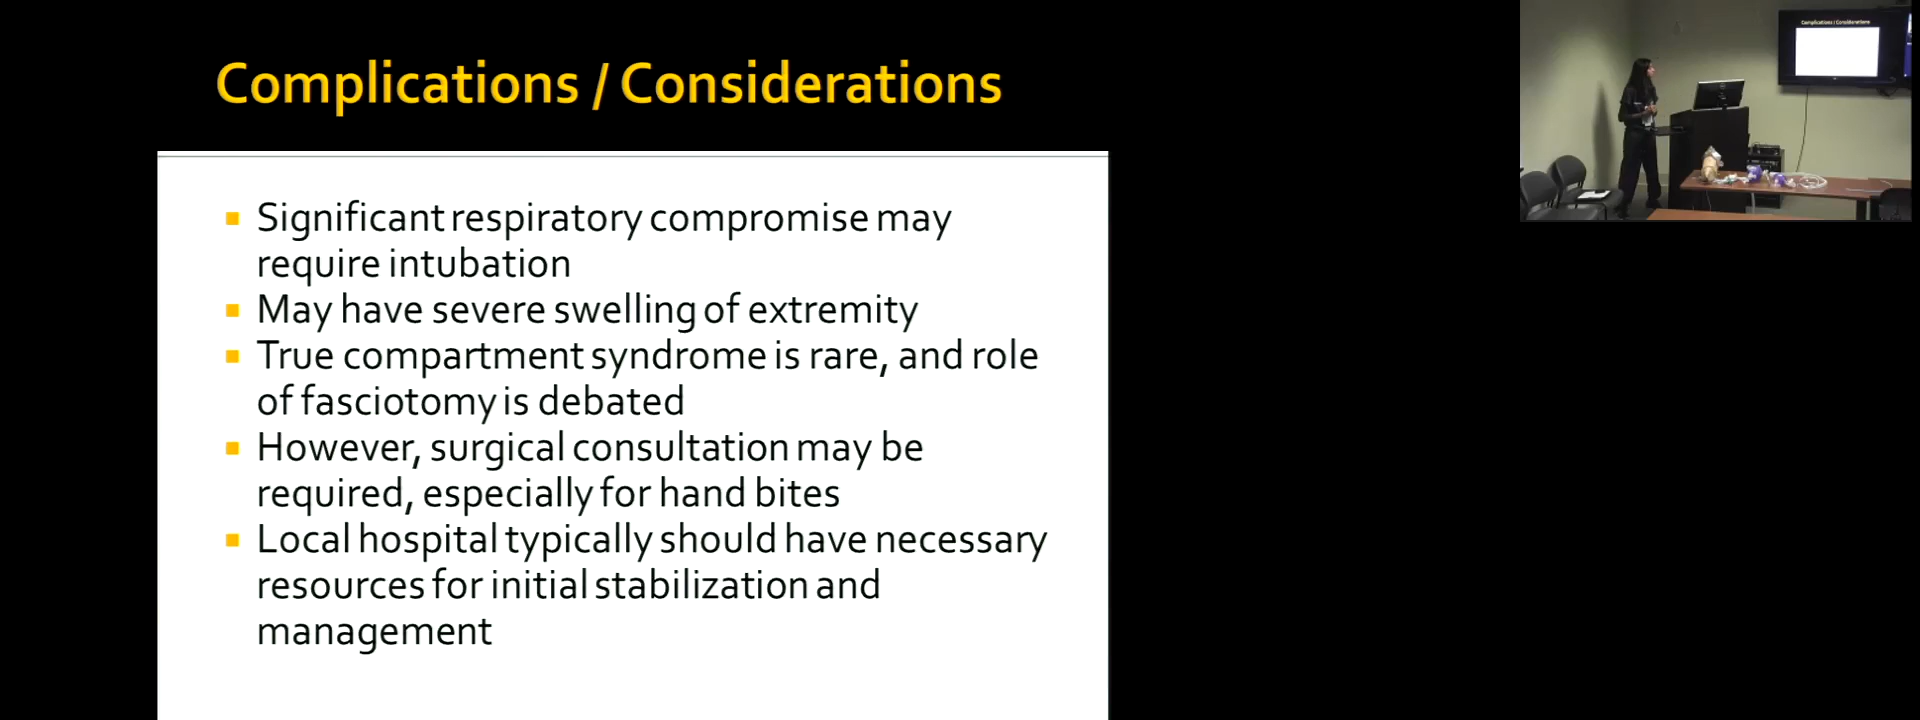 Complications / Considerations
Significant respiratory compromise may
require intubation
May have severe swelling of extremity
True compartment syndrome is rare, and role
of fasciotomy is debated
However, surgical consultation may be
required, especially for hand bites
Local hospital typically should have necessary
resources for initial stabilization and
management
Complications / Considerations